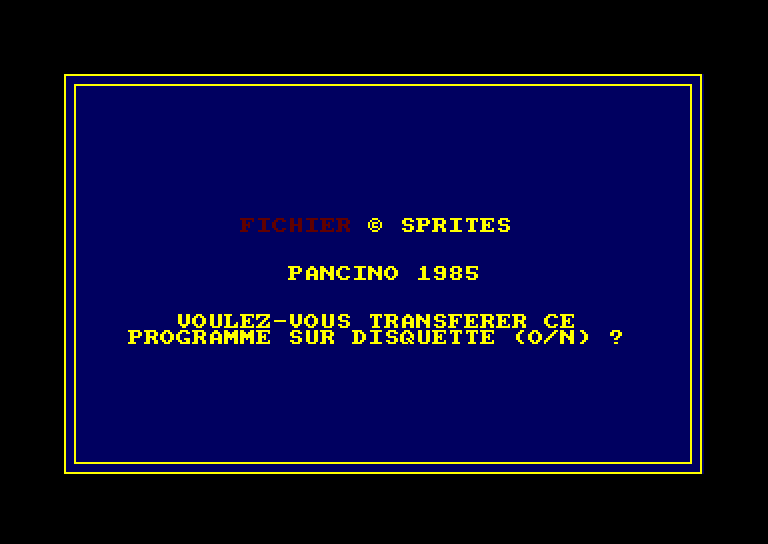 FICHIER © SPRITES
PANCINO 1985
VOULEZ-VOUS TRANSFERER CE
PROGRAMME SUR DISQUETTE (O/N) ?